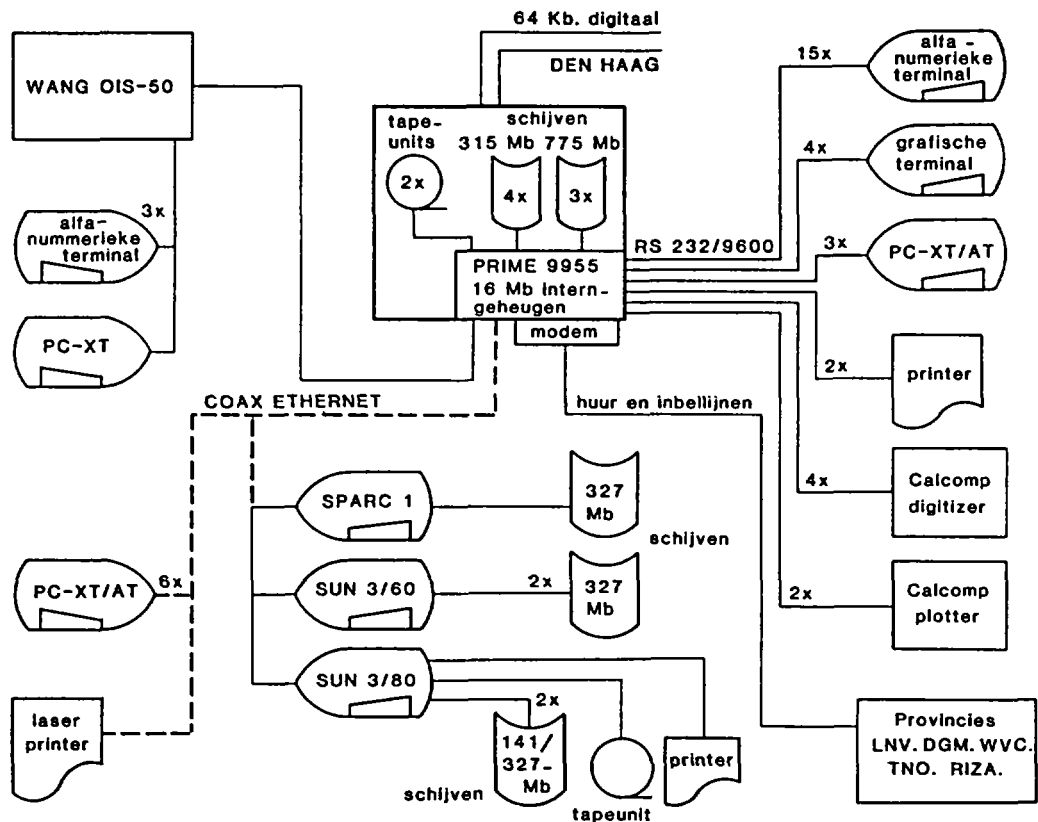 64 Kb. digitaal
DEN HAAG
WANG OIS-50
3x
alfa-
nummerieke
terminal
PC-XT
tape-
units
2x
schijven
315 Mb 775 Mb
4x
3x
PRIME 9955
16 Mb intern-
geheugen
modem
RS 232/9600
15x
alfa -
numerieke
terminal
4x
grafische
terminal
3x
PC-XT/AT
2x
printer
4x
Calcomp
digitizer
2x
Calcomp
plotter
COAX ETHERNET
huur en inbellijnen
SPARC 1
327
Mb
schijven
SUN 3/60
2x
327
Mb
PC-XT/AT
6x
SUN 3/80
2x
141/
327-
Mb
schijven
tapeunit
printer
laser
printer
Provincies
LNV. DGM. WVC.
TNO. RIZA.